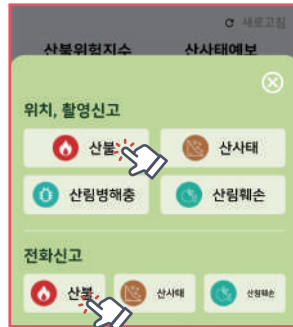 새로고침
산불위험지수 산사태예보
위치, 촬영신고
산불 산사태
산림병해충 산림훼손
전화신고
산불 산사태 산림훼손